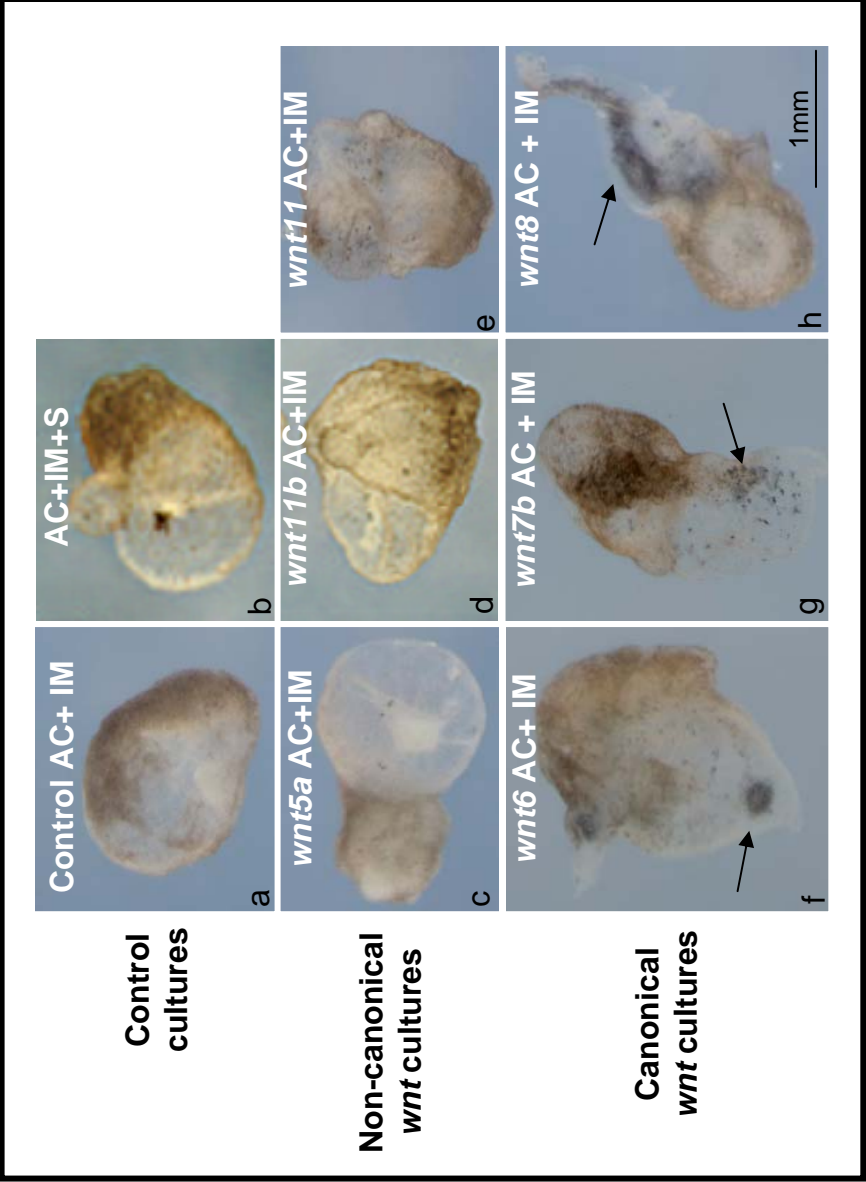 Control
cultures
Control AC+ IM
a
AC+IM+S
b
Non-canonical
wnt cultures
wnt5a AC+IM
c
wnt11b AC+IM
d
wnt11 AC+IM
e
Canonical
wnt cultures
wnt6 AC+ IM
f
wnt7b AC + IM
g
wnt8 AC + IM
h
1mm